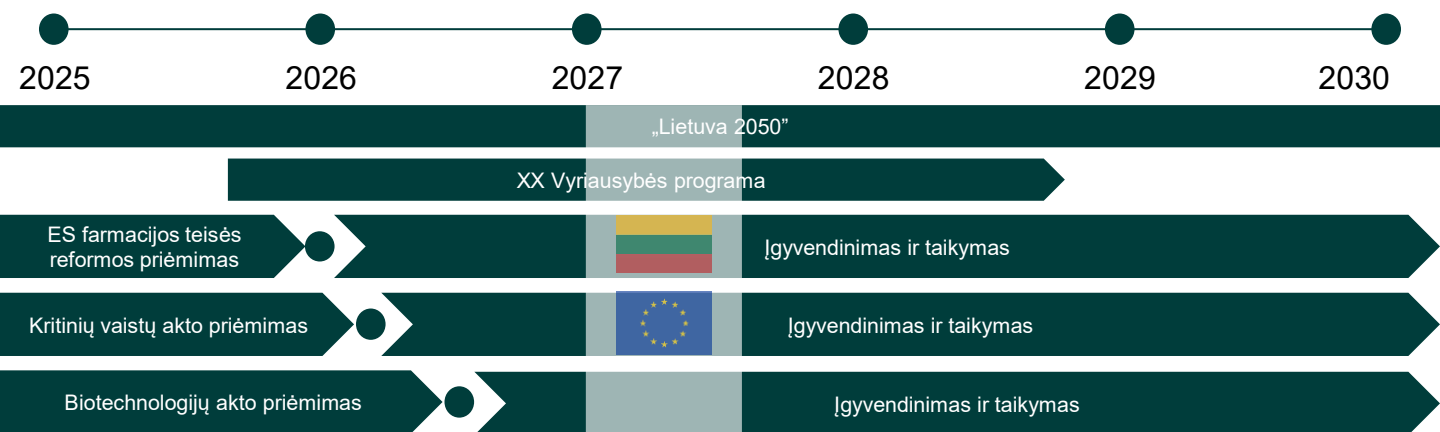 2025 2026 2027 2028 2029 2030
„Lietuva 2050”
XX Vyriausybės programa
ES farmacijos teisės
reformos priėmimas
Įgyvendinimas ir taikymas
Kritinių vaistų akto priėmimas
Įgyvendinimas ir taikymas
Biotechnologijų akto priėmimas
Įgyvendinimas ir taikymas